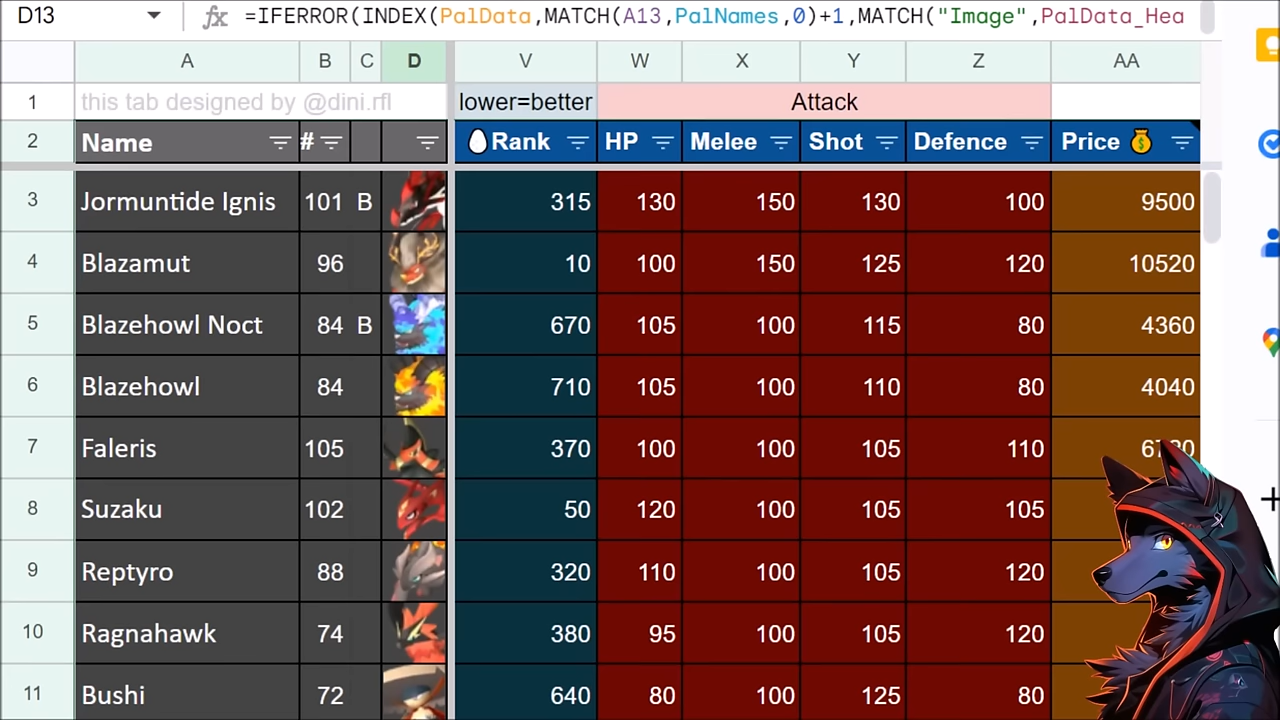 D13 fx =IFERROR(INDEX(PalData,MATCH(A13,PalNames,0)+1,MATCH("Image",PalData_Hea
A B C D V W X Y Z AA
1 this tab designed by @dini.rfl lower=better Attack
2 Name # Rank HP Melee Shot Defence Price
3 Jormuntide Ignis 101 B 315 130 150 130 100 9500
4 Blazamut 96 10 100 150 125 120 10520
5 Blazehowl Noct 84 B 670 105 100 115 80 4360
6 Blazehowl 84 710 105 100 110 80 4040
7 Faleris 105 370 100 100 105 110
8 Suzaku 102 50 120 100 105 105
9 Reptyro 88 320 110 100 105 120
10 Ragnahawk 74 380 95 100 105 120
11 Bushi 72 640 80 100 125 80